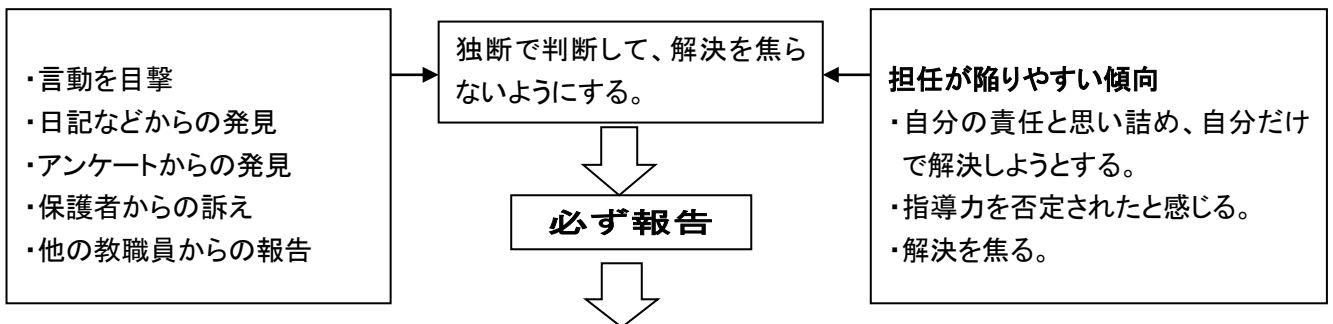 ・言動を目撃
・日記などからの発見
・アンケートからの発見
・保護者からの訴え
・他の教職員からの報告
独断で判断して、解決を焦ら
ないようにする。
必ず報告
担任が陥りやすい傾向
・自分の責任と思い詰め、自分だけ
で解決しようとする。
・指導力を否定されたと感じる。
・解決を焦る。